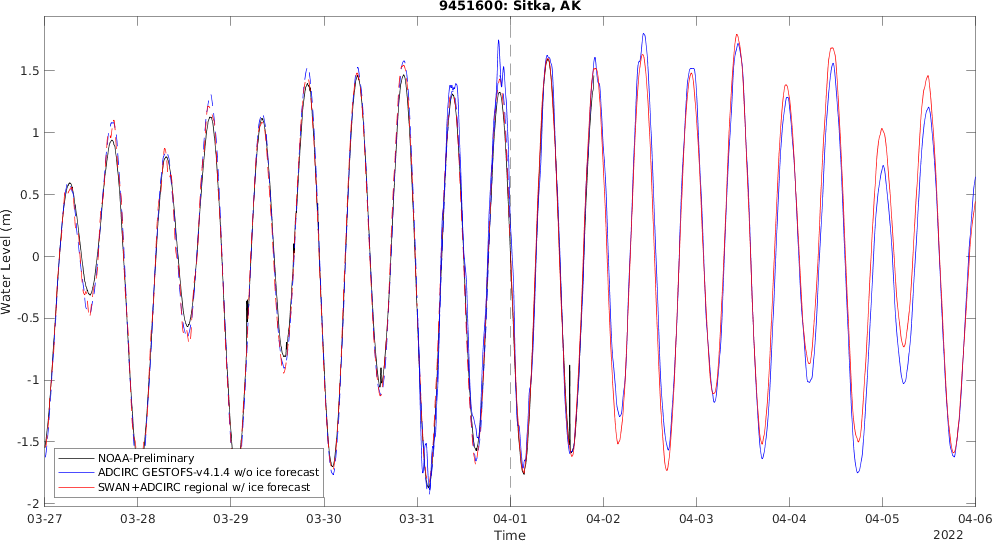 9451600: Sitka, AK
Water Level (m)
1.5
1
0.5
0
-0.5
-1
-1.5
-2
NOAA-Preliminary
ADCIRC GESTOFS-v4.1.4 w/o ice forecast
SWAN+ADCIRC regional w/ ice forecast
03-27 03-28 03-29 03-30 03-31 04-01 04-02 04-03 04-04 04-05 04-06
Time
2022